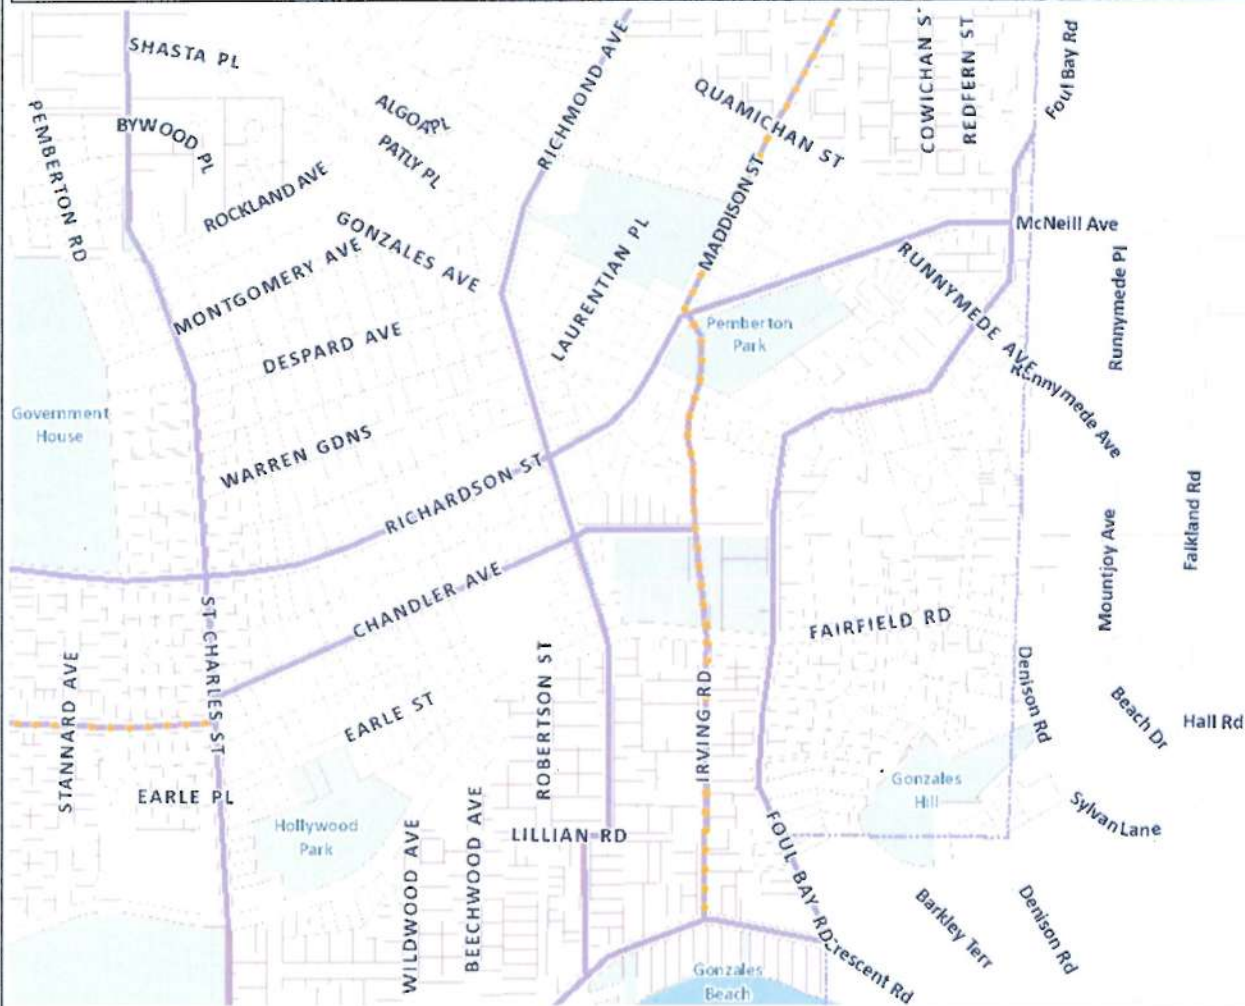 SHASTA PL
RICHMOND AVE
COWICHAN S
REDFERN ST
Foul Bay Rd
PEMBERTON RD
BYWOOD PL
ALGOA PL
PATLY PL
QUAMICHAN ST
ROCKLAND AVE
GONZALES AVE
MONTGOMERY AVE
LAURENTIAN PL
MADDISON ST
McNeill Ave
RUNNYMEDE AVE
Runnymede Pl
DESPARD AVE
Pemberton
Park
Runnymede Ave
Government
House
WARREN GDNS
RICHARDSON ST
Falkland Rd
Mountjoy Ave
CHANDLER AVE
ST CHARLES ST
FAIRFIELD RD
STANNARD AVE
EARLE ST
ROBERTSON ST
IRVING RD
Denison Rd
Beach Dr
Hall Rd
EARLE PL
Gonzales
Hill
Hollywood
Park
WILDWOOD AVE
BEECHWOOD AVE
LILLIAN RD
FOUL BAY RD
Sylvan Lane
Barkley Terr
Denison Rd
Crescent Rd
Gonzales
Beach